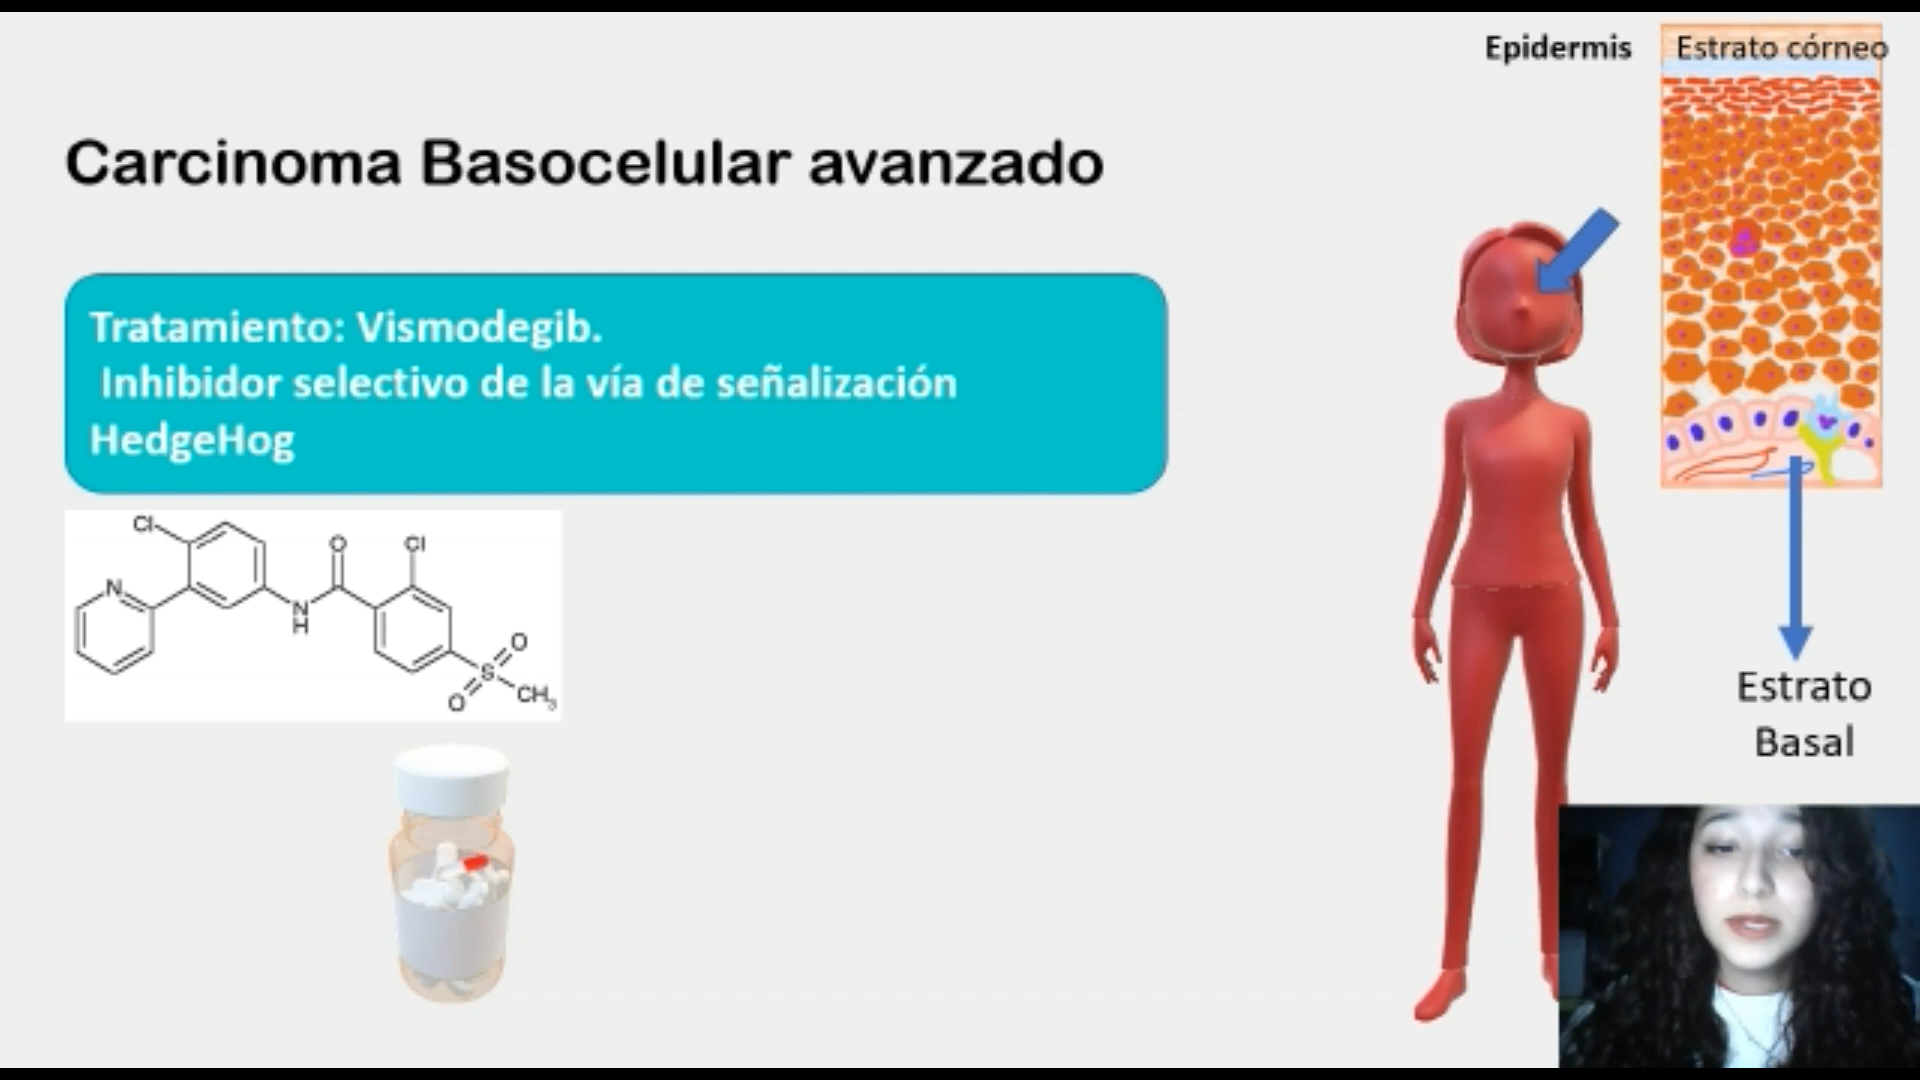 Epidermis
Estrato córneo
Carcinoma Basocelular avanzado
Tratamiento: Vismodegib.
Inhibidor selectivo de la vía de señalización
HedgeHog
Cl
O
Cl
N
N
H
O
S
O
CH3
Estrato
Basal